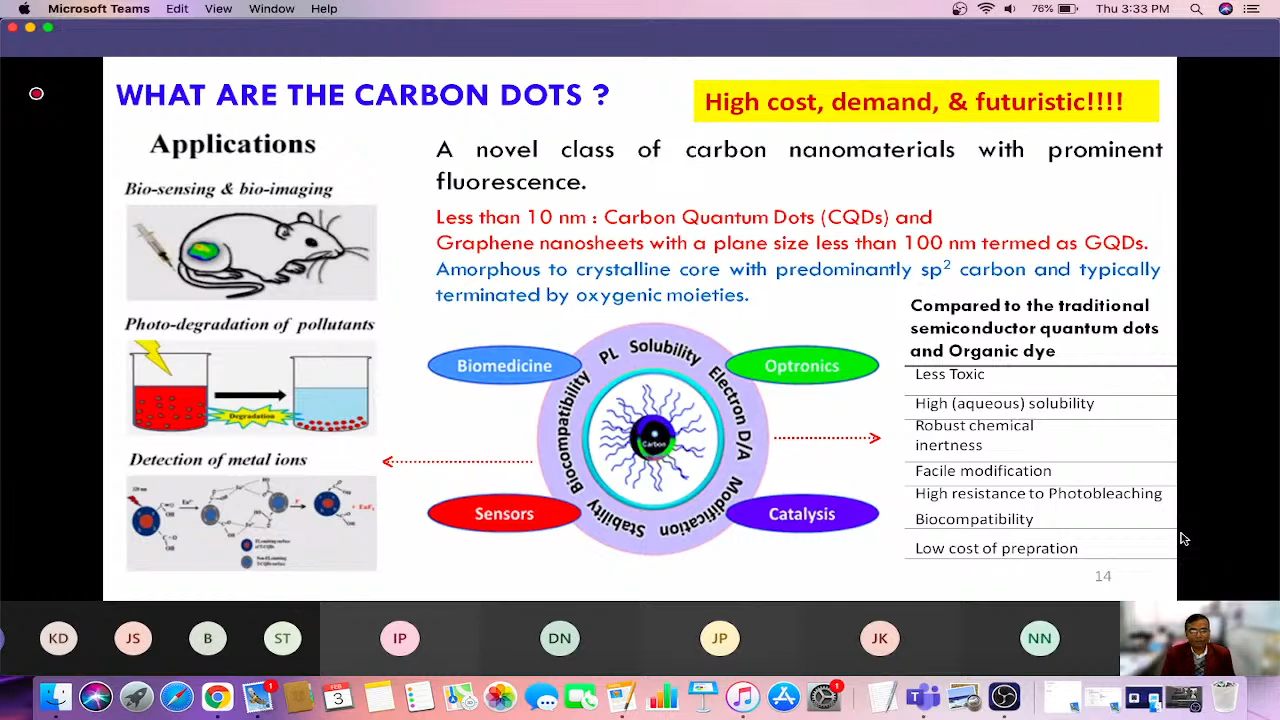 Microsoft Teams Edit View Window Help
76% Thu 3:33 PM
WHAT ARE THE CARBON DOTS ?
High cost, demand, & futuristic!!!!
Applications
Bio-sensing & bio-imaging
Photo-degradation of pollutants
Degradation
Detection of metal ions
A novel class of carbon nanomaterials with prominent
fluorescence.
Less than 10 nm : Carbon Quantum Dots (CQDs) and
Graphene nanosheets with a plane size less than 100 nm termed as GQDs.
Amorphous to crystalline core with predominantly sp² carbon and typically
terminated by oxygenic moieties.
Biomedicine
Optronics
Sensors
Catalysis
PL Solubility Electron D/A Modification Stability Biocompatibility
Carbon
Compared to the traditional
semiconductor quantum dots
and Organic dye
Less Toxic
High (aqueous) solubility
Robust chemical
inertness
Facile modification
High resistance to Photobleaching
Biocompatibility
Low cost of prepration
14
KD JS B ST IP DN JP JK NN
1
FEB
3
1